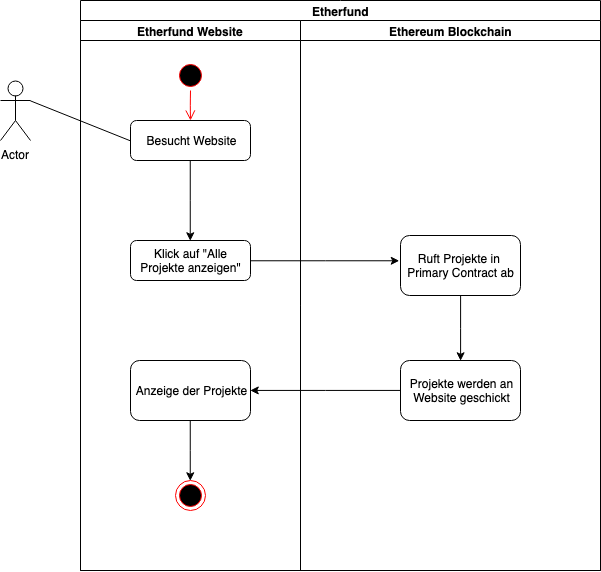 Etherfund
Etherfund Website
Ethereum Blockchain
Actor
Besucht Website
Klick auf "Alle
Projekte anzeigen"
Ruft Projekte in
Primary Contract ab
Projekte werden an
Website geschickt
Anzeige der Projekte